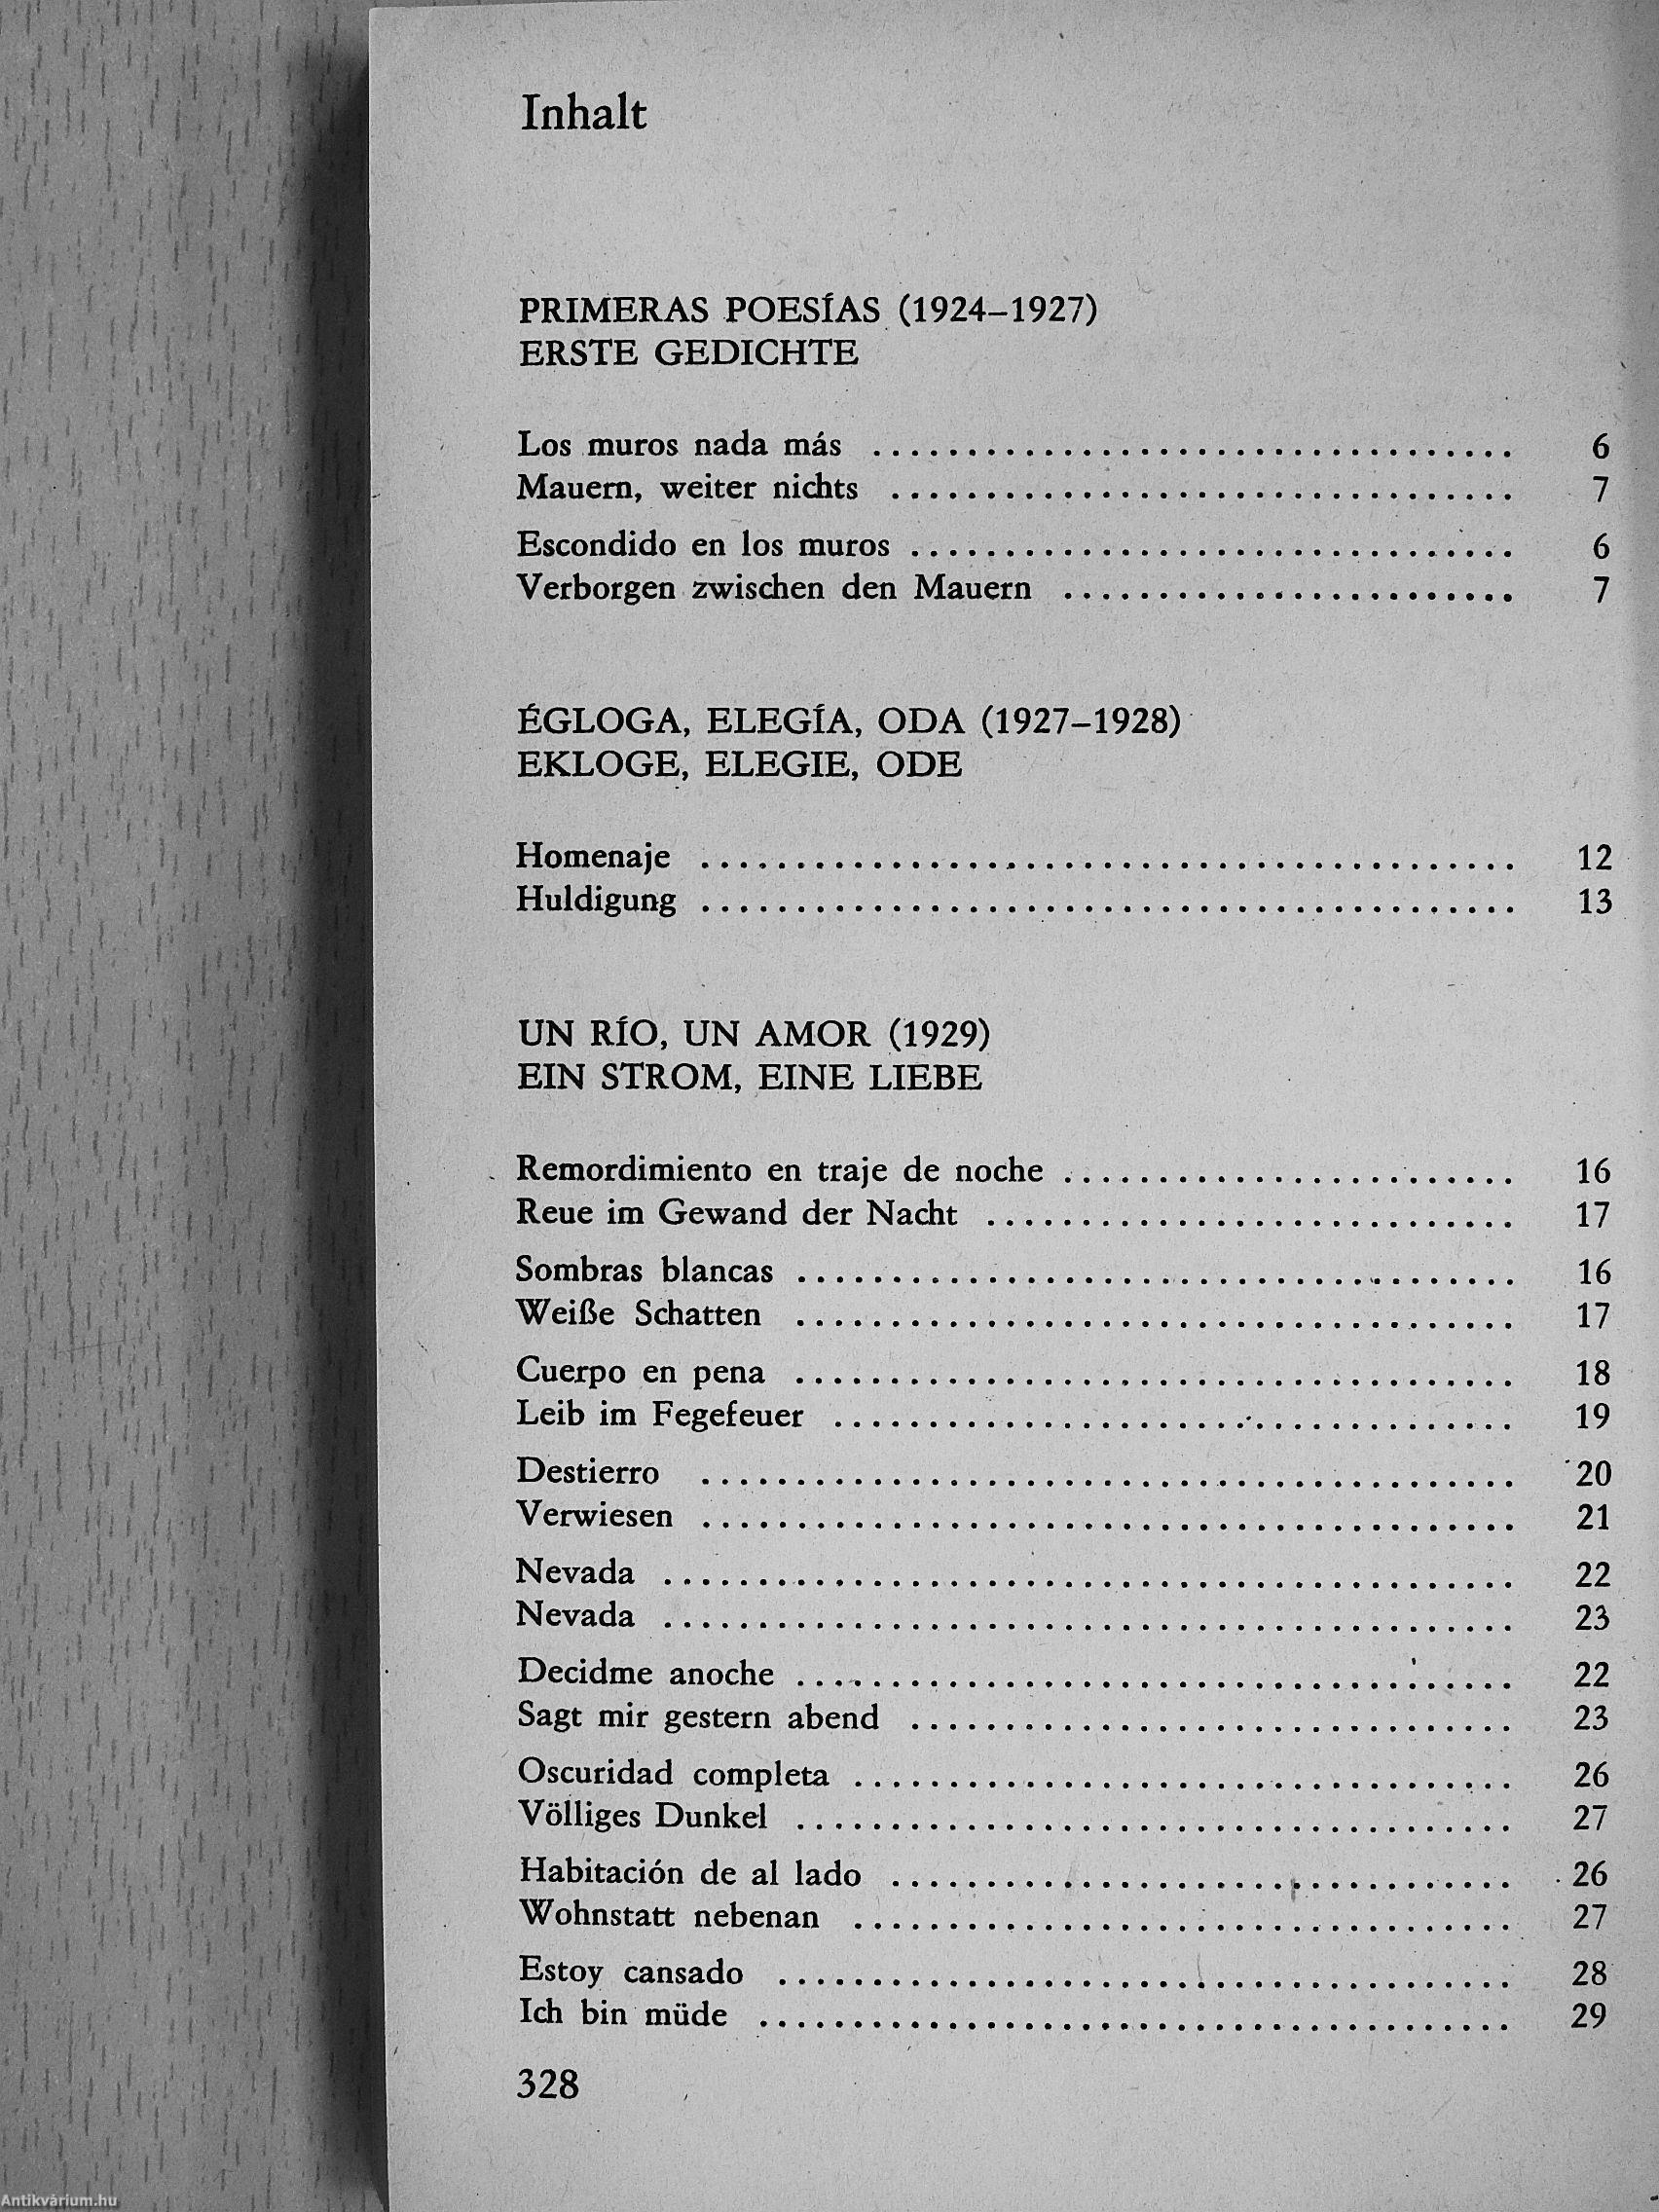 Inhalt
PRIMERAS POESÍAS (1924–1927)
ERSTE GEDICHTE
Los muros nada más .................................. 6
Mauern, weiter nichts ................................. 7
Escondido en los muros ................................ 6
Verborgen zwischen den Mauern ........................ 7
ÉGLOGA, ELEGÍA, ODA (1927–1928)
EKLOGE, ELEGIE, ODE
Homenaje ........................................... 12
Huldigung ........................................... 13
UN RÍO, UN AMOR (1929)
EIN STROM, EINE LIEBE
Remordimiento en traje de noche ........................ 16
Reue im Gewand der Nacht ............................ 17
Sombras blancas ...................................... 16
Weiße Schatten ...................................... 17
Cuerpo en pena ...................................... 18
Leib im Fegefeuer .................................... 19
Destierro ........................................... 20
Verwiesen ........................................... 21
Nevada ............................................. 22
Nevada ............................................. 23
Decidme anoche ...................................... 22
Sagt mir gestern abend ................................ 23
Oscuridad completa ................................... 26
Völliges Dunkel ...................................... 27
Habitación de al lado ................................. 26
Wohnstatt nebenan ................................... 27
Estoy cansado ....................................... 28
Ich bin müde ........................................ 29
328
Antikvárium.hu